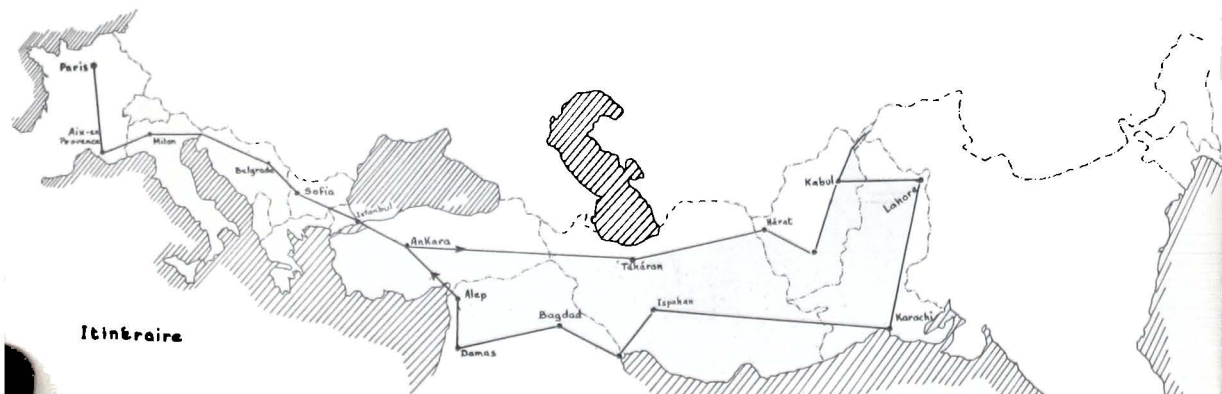 Paris
Aix-en
Provence
Milan
Belgrade
Sofia
Istanbul
Ankara
Téhéran
Hérat
Kabul
Lahore
Alep
Bagdad
Ispahan
Karachi
Damas
Itinéraire